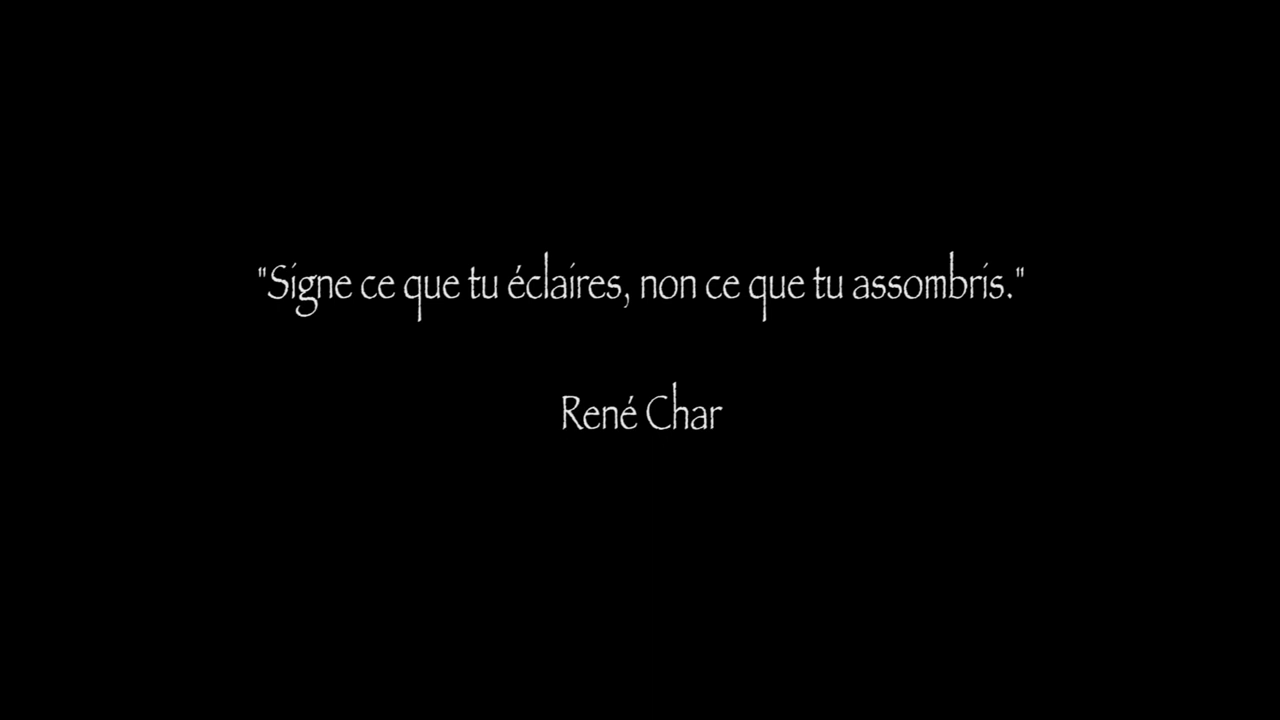 "Signe ce que tu éclaires, non ce que tu assombris."
René Char